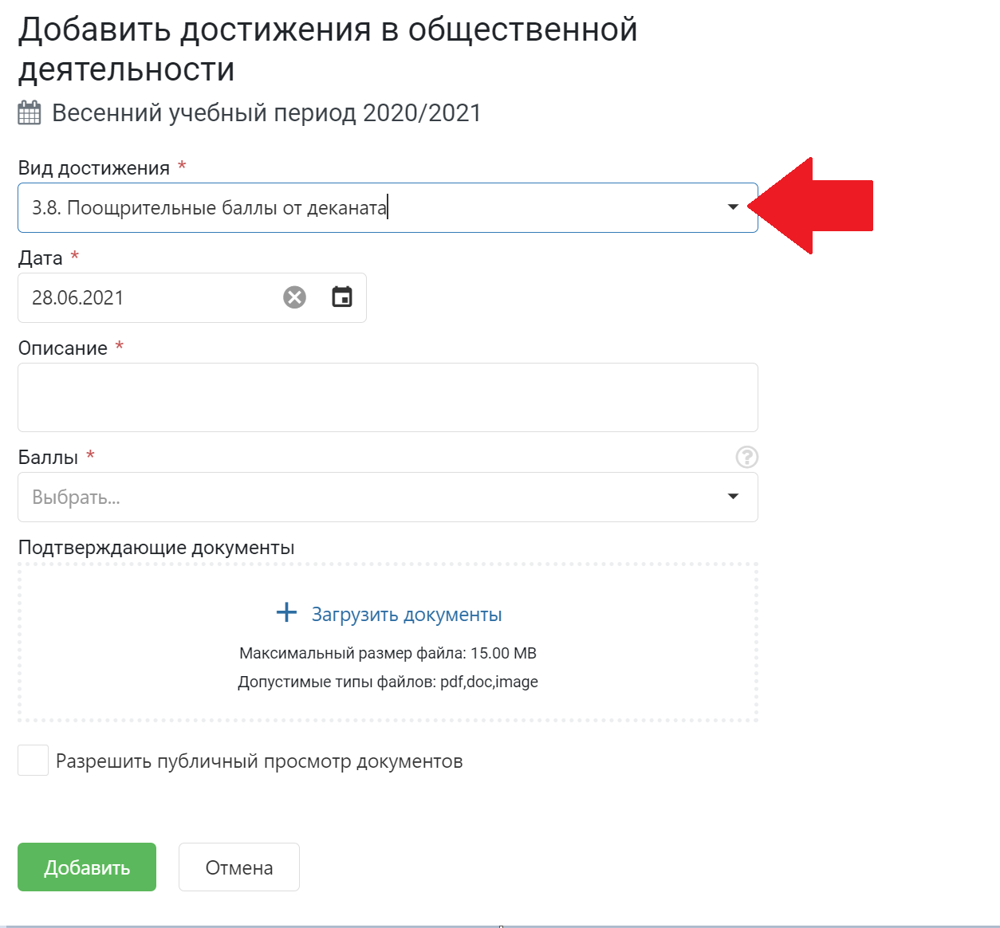 Добавить достижения в общественной
деятельности
Весенний учебный период 2020/2021
Вид достижения *
3.8. Поощрительные баллы от деканата
Дата *
28.06.2021
Описание *
Баллы *
?
Выбрать...
Подтверждающие документы
+ Загрузить документы
Максимальный размер файла: 15.00 MB
Допустимые типы файлов: pdf,doc,image
Разрешить публичный просмотр документов
Добавить
Отмена